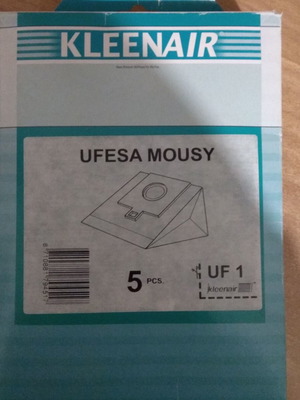 KLEENAIR®
UFESA MOUSY
5 PCS.
UF 1
kleenair